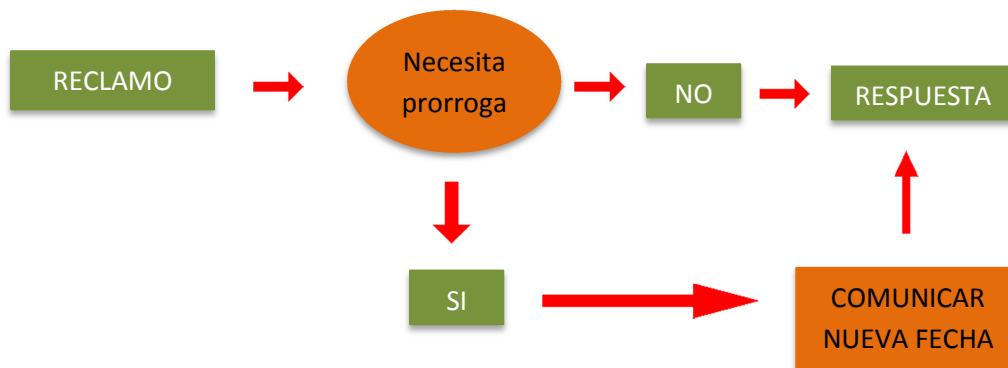 RECLAMO
Necesita
prorroga
NO
RESPUESTA
SI
COMUNICAR
NUEVA FECHA